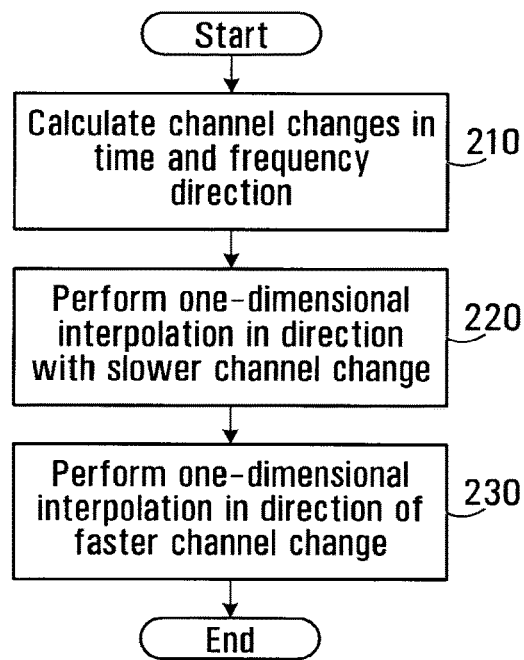 Start
Calculate channel changes in
time and frequency
direction
210
Perform one-dimensional
interpolation in direction
with slower channel change
220
Perform one-dimensional
interpolation in direction of
faster channel change
230
End